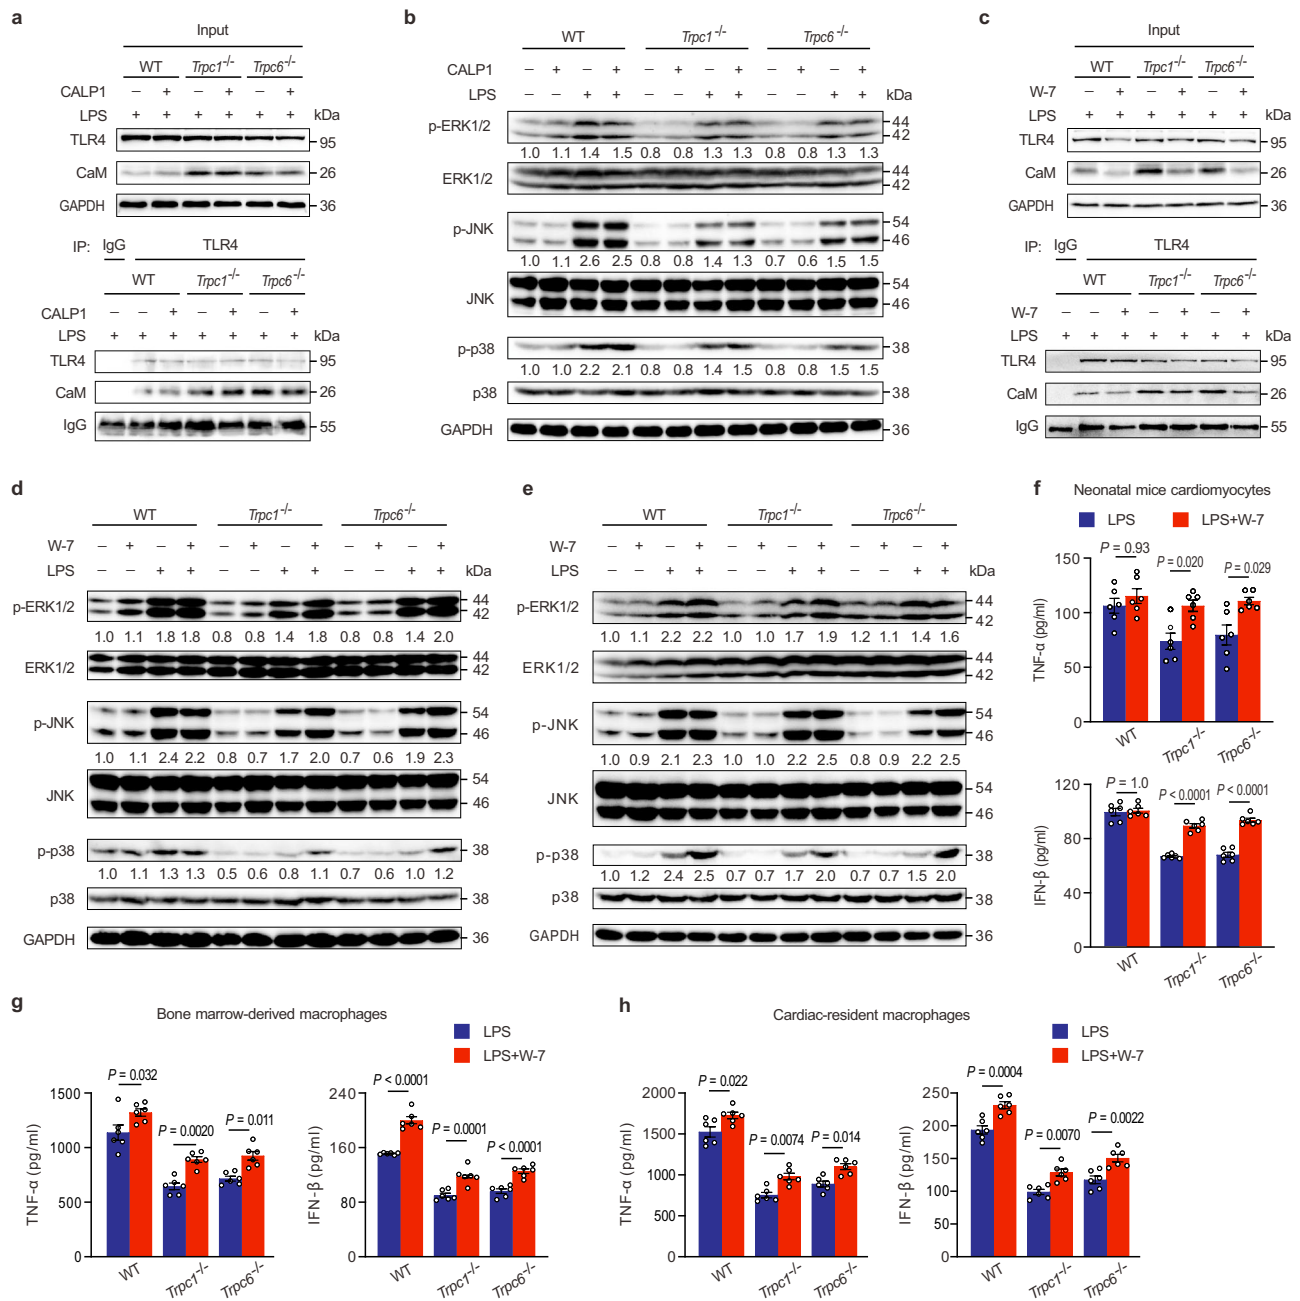 a
Input
WT Trpc1-/- Trpc6-/-
CALP1 – + – + – +
LPS + + + + + + kDa
TLR4 95
CaM 26
GAPDH 36
IP: IgG TLR4
WT Trpc1-/- Trpc6-/-
CALP1 – + – + – +
LPS + + + + + + + kDa
TLR4 95
CaM 26
IgG 55
b
WT Trpc1-/- Trpc6-/-
CALP1 – + – + – + – + – + – +
LPS – – + + – – + + – – + + kDa
p-ERK1/2 44
42
1.0 1.1 1.4 1.5 0.8 0.8 1.3 1.3 0.8 0.8 1.3 1.3
ERK1/2 44
42
p-JNK 54
46
1.0 1.1 2.6 2.5 0.8 0.8 1.4 1.3 0.7 0.6 1.5 1.5
JNK 54
46
p-p38 38
1.0 1.0 2.2 2.1 0.8 0.8 1.4 1.5 0.8 0.8 1.5 1.5
p38 38
GAPDH 36
c
Input
WT Trpc1-/- Trpc6-/-
W-7 – + – + – +
LPS + + + + + + kDa
TLR4 95
CaM 26
GAPDH 36
IP: IgG TLR4
WT Trpc1-/- Trpc6-/-
W-7 – – + – + – +
LPS + + + + + + + kDa
TLR4 95
CaM 26
IgG 55
d
WT Trpc1-/- Trpc6-/-
W-7 – + – + – + – + – + – +
LPS – – + + – – + + – – + + kDa
p-ERK1/2 44
42
1.0 1.1 1.8 1.8 0.8 0.8 1.4 1.8 0.8 0.8 1.4 2.0
ERK1/2 44
42
p-JNK 54
46
1.0 1.1 2.4 2.2 0.8 0.7 1.7 2.0 0.7 0.6 1.9 2.3
JNK 54
46
p-p38 38
1.0 1.1 1.3 1.3 0.5 0.6 0.8 1.1 0.6 0.6 1.0 1.2
p38 38
GAPDH 36
e
WT Trpc1-/- Trpc6-/-
W-7 – + – + – + – + – + – +
LPS – – + + – – + + – – + + kDa
p-ERK1/2 44
42
1.0 1.1 2.2 2.2 1.0 1.0 1.7 1.9 1.2 1.1 1.4 1.6
ERK1/2 44
42
p-JNK 54
46
1.0 0.9 2.1 2.3 1.0 1.0 2.2 2.5 0.8 0.9 2.2 2.5
JNK 54
46
p-p38 38
1.0 1.2 2.4 2.5 0.7 0.7 1.7 2.0 0.7 0.7 1.5 2.0
p38 38
GAPDH 36
f Neonatal mice cardiomyocytes
LPS LPS+W-7
TNF-α (pg/ml)
150
100
50
0
P = 0.93
P = 0.020
P = 0.029
WT Trpc1-/- Trpc6-/-
IFN-β (pg/ml)
120
80
40
0
P = 1.0
P < 0.0001
P < 0.0001
WT Trpc1-/- Trpc6-/-
g Bone marrow-derived macrophages
LPS
LPS+W-7
TNF-α (pg/ml)
1500
1000
500
0
P = 0.032
P = 0.0020
P = 0.011
WT Trpc1-/- Trpc6-/-
IFN-β (pg/ml)
240
160
80
0
P < 0.0001
P = 0.0001
P < 0.0001
WT Trpc1-/- Trpc6-/-
h Cardiac-resident macrophages
LPS
LPS+W-7
TNF-α (pg/ml)
2000
1500
1000
500
0
P = 0.022
P = 0.0074
P = 0.014
WT Trpc1-/- Trpc6-/-
IFN-β (pg/ml)
250
200
150
100
50
0
P = 0.0004
P = 0.0070
P = 0.0022
WT Trpc1-/- Trpc6-/-